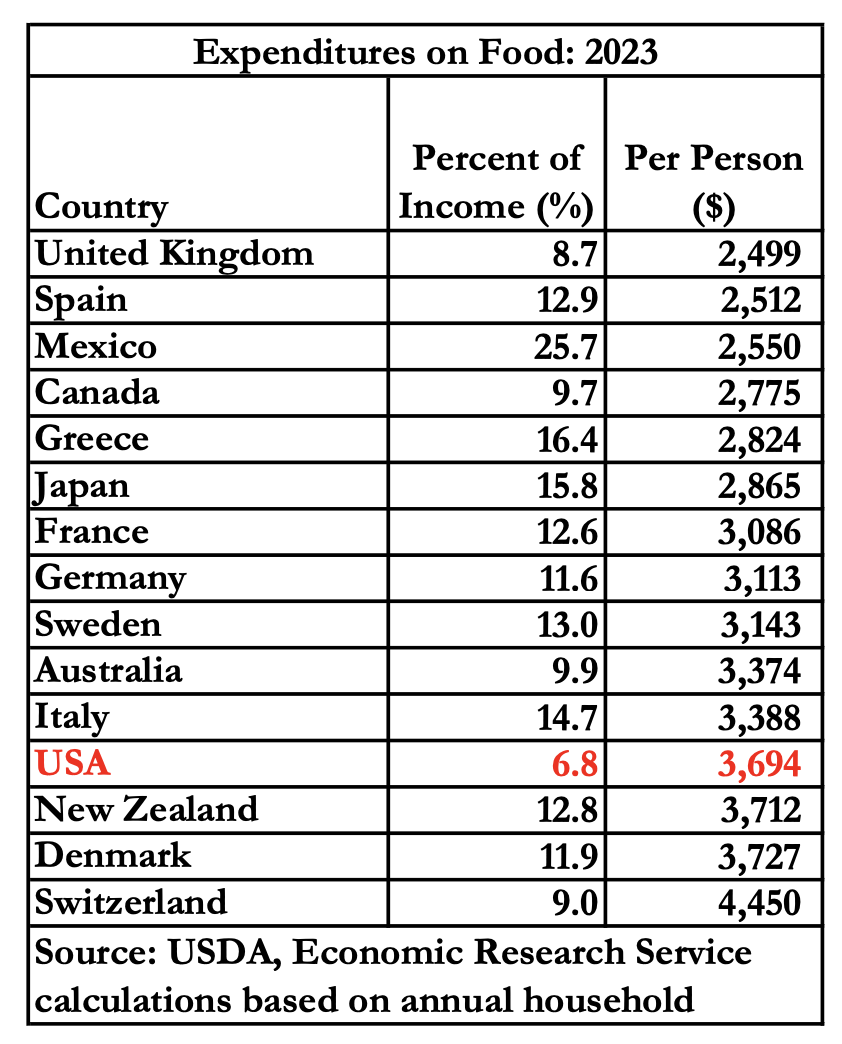 Expenditures on Food: 2023
Country Percent of Income (%) Per Person ($)
United Kingdom 8.7 2,499
Spain 12.9 2,512
Mexico 25.7 2,550
Canada 9.7 2,775
Greece 16.4 2,824
Japan 15.8 2,865
France 12.6 3,086
Germany 11.6 3,113
Sweden 13.0 3,143
Australia 9.9 3,374
Italy 14.7 3,388
USA 6.8 3,694
New Zealand 12.8 3,712
Denmark 11.9 3,727
Switzerland 9.0 4,450
Source: USDA, Economic Research Service
calculations based on annual household